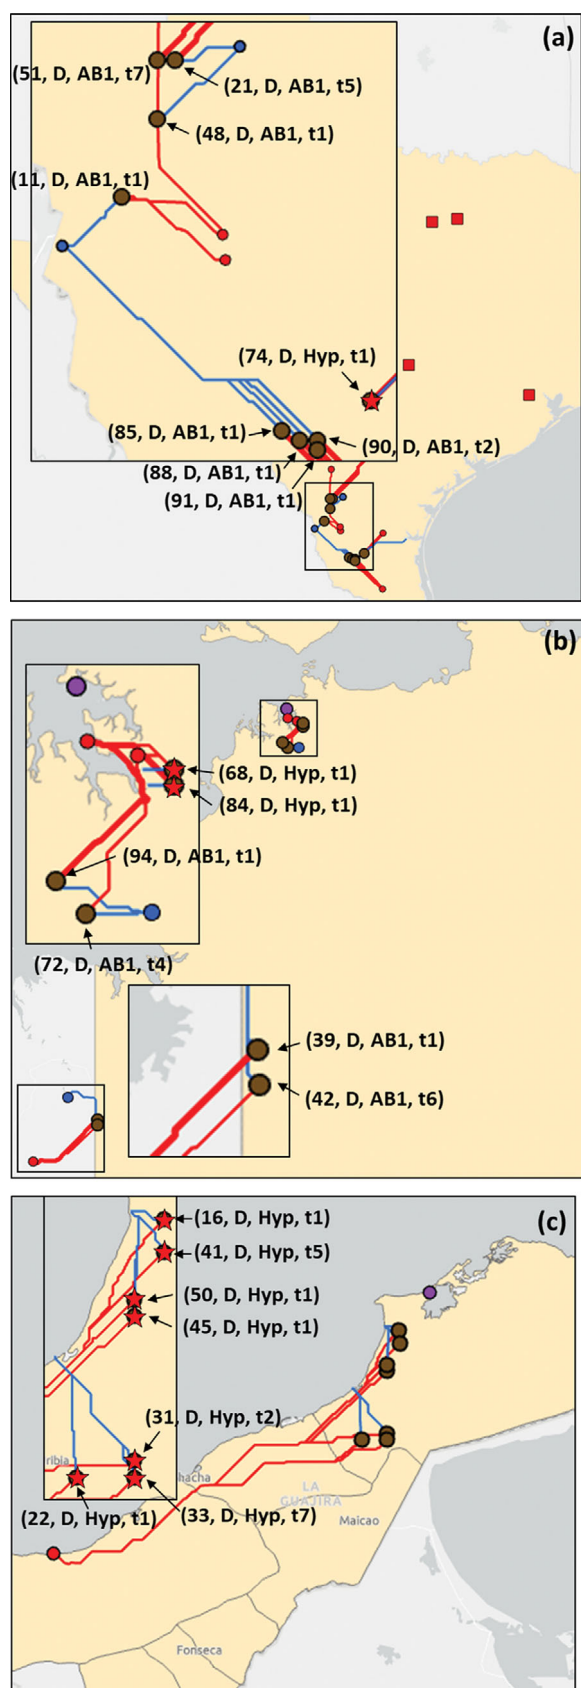 (a)
(51, D, AB1, t7)
(21, D, AB1, t5)
(48, D, AB1, t1)
(11, D, AB1, t1)
(74, D, Hyp, t1)
(85, D, AB1, t1)
(90, D, AB1, t2)
(88, D, AB1, t1)
(91, D, AB1, t1)
(b)
(68, D, Hyp, t1)
(84, D, Hyp, t1)
(94, D, AB1, t1)
(72, D, AB1, t4)
(39, D, AB1, t1)
(42, D, AB1, t6)
(c)
(16, D, Hyp, t1)
(41, D, Hyp, t5)
(50, D, Hyp, t1)
(45, D, Hyp, t1)
(31, D, Hyp, t2)
ribia
hacha
LA
GUAJIRA
(22, D, Hyp, t1)
(33, D, Hyp, t7)
Maicao
Fonseca